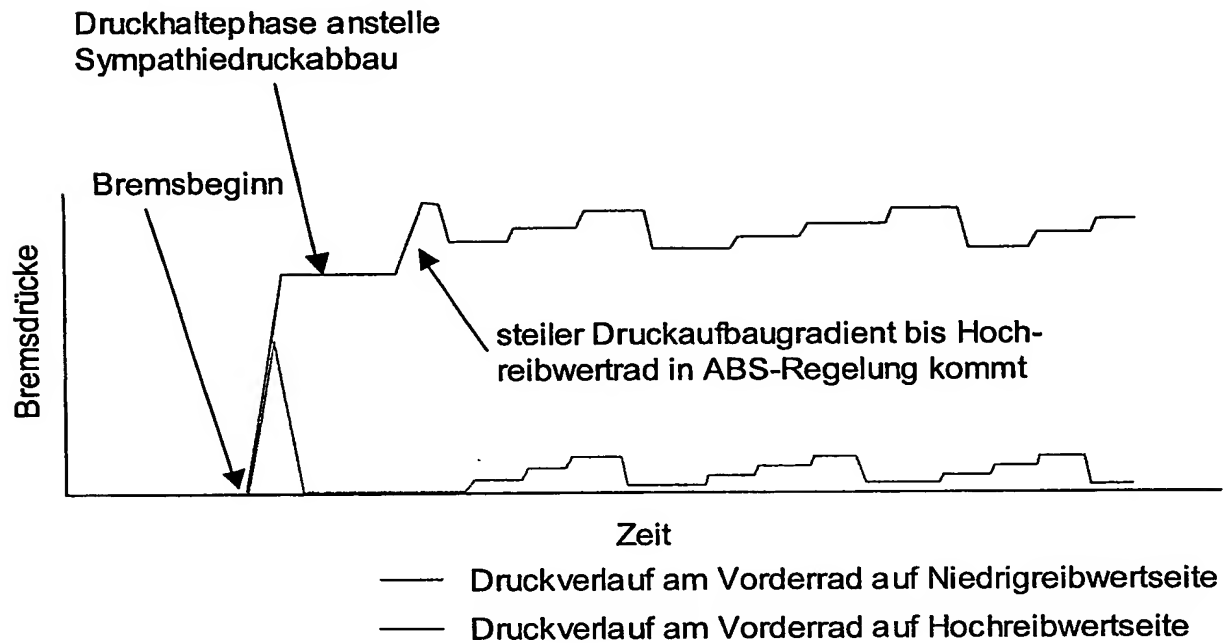 Druckhaltephase anstelle
Sympathiedruckabbau
Bremsbeginn
Bremsdrücke
steiler Druckaufbaugradient bis Hoch-
reibwertrad in ABS-Regelung kommt
Zeit
Druckverlauf am Vorderrad auf Niedrigreibwertseite
Druckverlauf am Vorderrad auf Hochreibwertseite